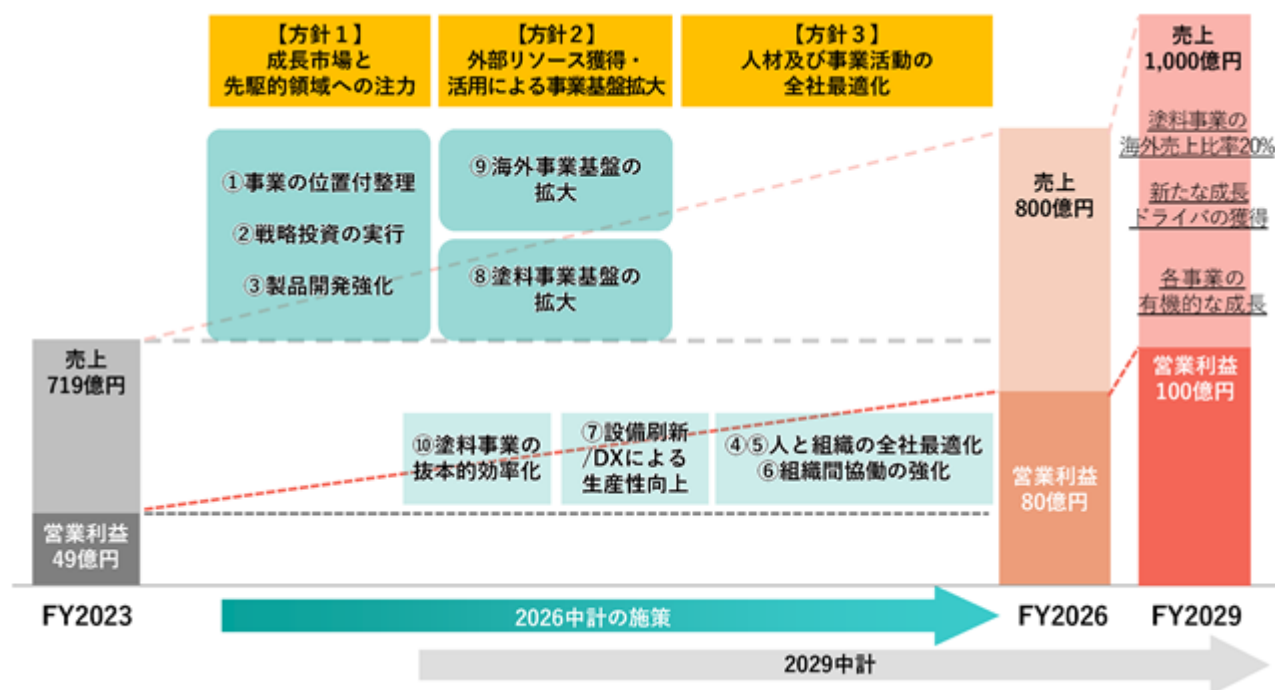 【方針１】
成長市場と
先駆的領域への注力
【方針２】
外部リソース獲得・
活用による事業基盤拡大
【方針３】
人材及び事業活動の
全社最適化
①事業の位置付整理
②戦略投資の実行
③製品開発強化
⑨海外事業基盤の
拡大
⑧塗料事業基盤の
拡大
⑩塗料事業の
抜本的効率化
⑦設備刷新
/DXによる
生産性向上
④⑤人と組織の全社最適化
⑥組織間協働の強化
売上
719億円
営業利益
49億円
売上
800億円
営業利益
80億円
売上
1,000億円
塗料事業の
海外売上比率20%
新たな成長
ドライバの獲得
各事業の
有機的な成長
営業利益
100億円
FY2023
2026中計の施策
FY2026
FY2029
2029中計